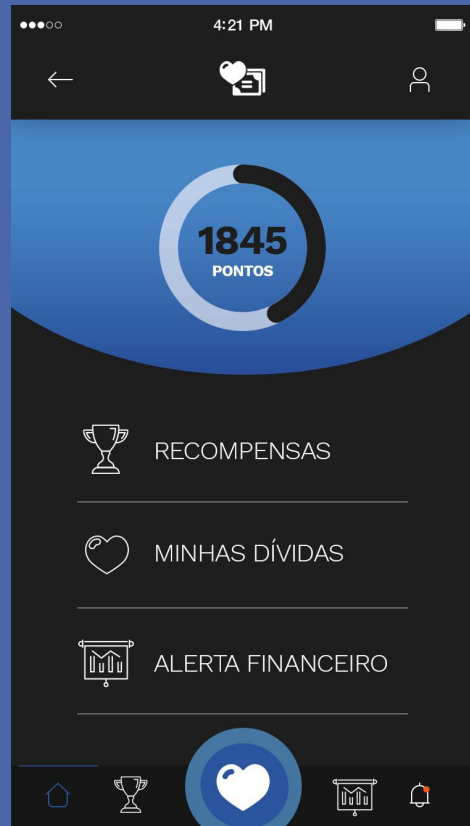 4:21 PM
1845
PONTOS
RECOMPENSAS
MINHAS DÍVIDAS
ALERTA FINANCEIRO